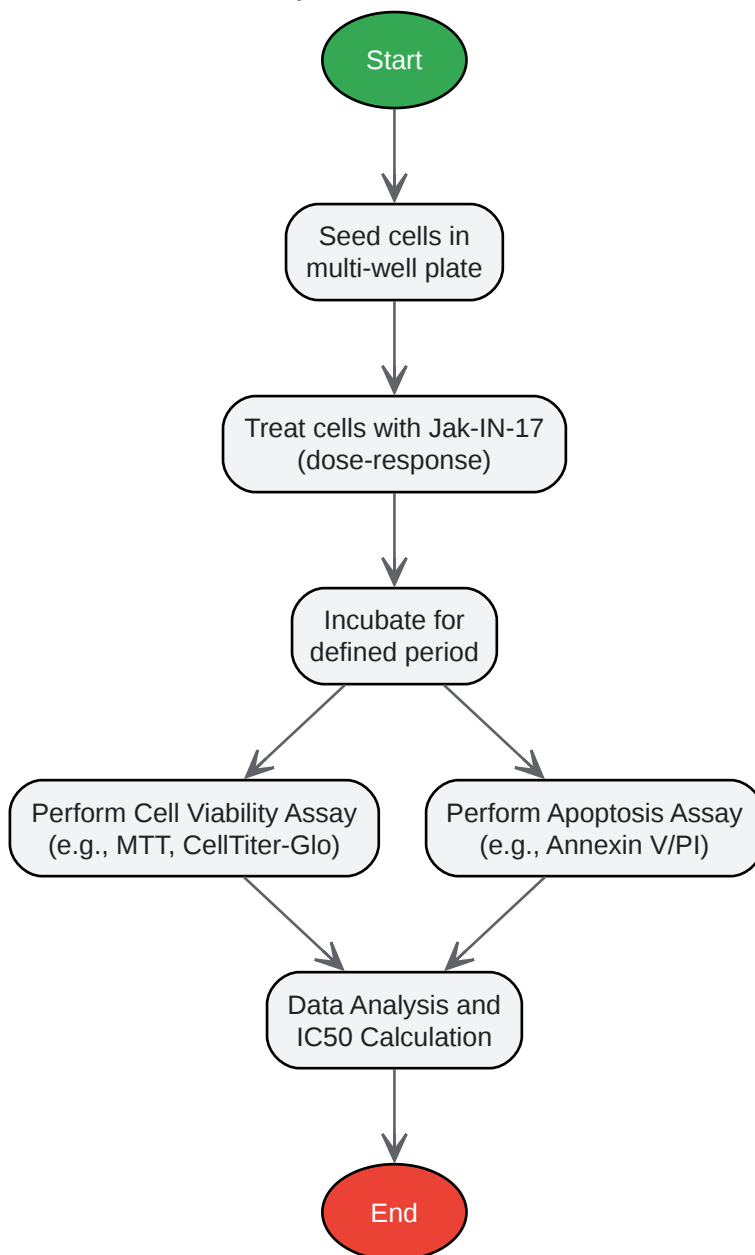 Start
Seed cells in
multi-well plate
Treat cells with Jak-IN-17
(dose-response)
Incubate for
defined period
Perform Cell Viability Assay
(e.g., MTT, CellTiter-Glo)
Perform Apoptosis Assay
(e.g., Annexin V/PI)
Data Analysis and
IC50 Calculation
End